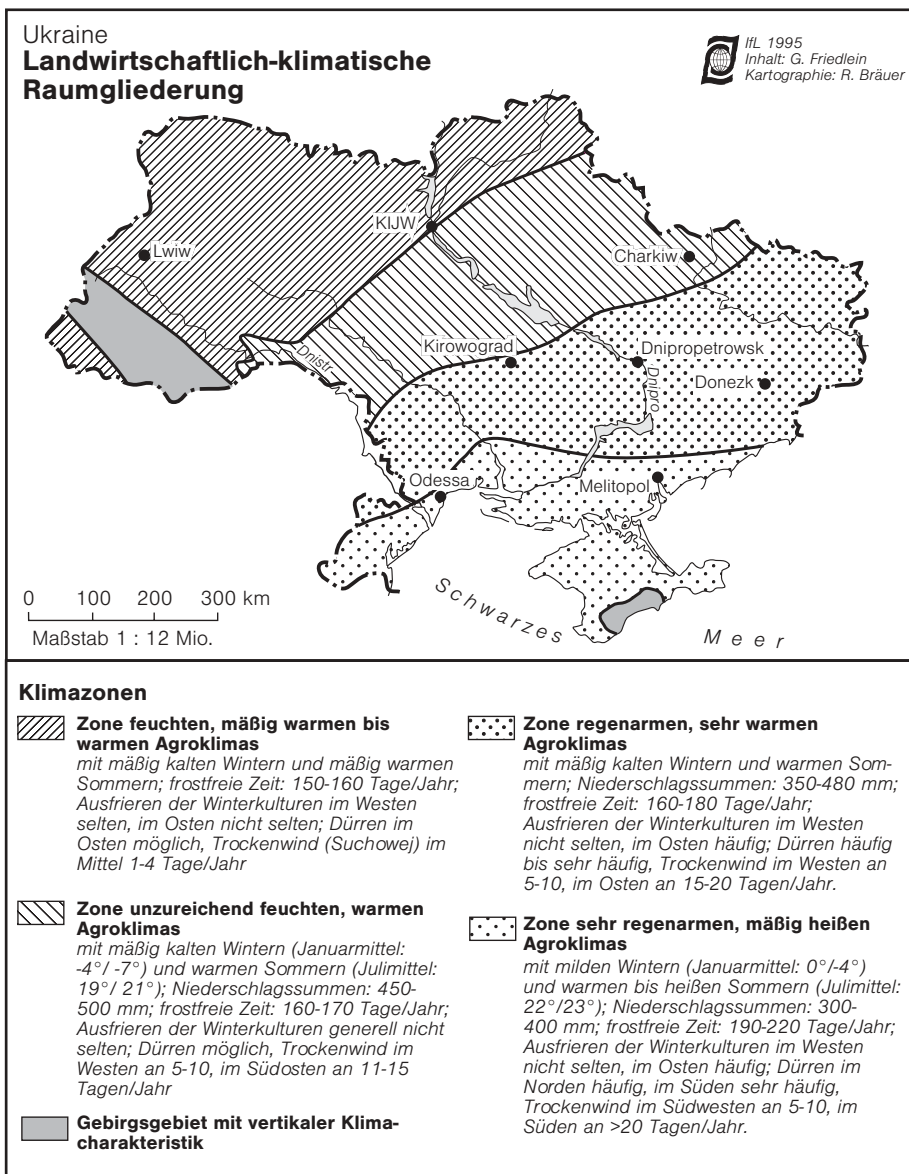 Ukraine
Landwirtschaftlich-klimatische
Raumgliederung
IfL 1995
Inhalt: G. Friedlein
Kartographie: R. Bräuer
KIJW
Lwiw
Charkiw
Kirowograd
Dnipropetrowsk
Dnistr
Dnipro
Donezk
Odessa
Melitopol
Schwarzes Meer
0 100 200 300 km
Maßstab 1 : 12 Mio.
Klimazonen
Zone feuchten, mäßig warmen bis
warmen Agroklimas
mit mäßig kalten Wintern und mäßig warmen
Sommern; frostfreie Zeit: 150-160 Tage/Jahr;
Ausfrieren der Winterkulturen im Westen
selten, im Osten nicht selten; Dürren im
Osten möglich, Trockenwind (Suchowej) im
Mittel 1-4 Tage/Jahr
Zone unzureichend feuchten, warmen
Agroklimas
mit mäßig kalten Wintern (Januarmittel:
-4°/ -7°) und warmen Sommern (Julimittel:
19°/ 21°); Niederschlagssummen: 450-
500 mm; frostfreie Zeit: 160-170 Tage/Jahr;
Ausfrieren der Winterkulturen generell nicht
selten; Dürren möglich, Trockenwind im
Westen an 5-10, im Südosten an 11-15
Tagen/Jahr
Gebirgsgebiet mit vertikaler Klima-
charakteristik
Zone regenarmen, sehr warmen
Agroklimas
mit mäßig kalten Wintern und warmen Som-
mern; Niederschlagssummen: 350-480 mm;
frostfreie Zeit: 160-180 Tage/Jahr;
Ausfrieren der Winterkulturen im Westen
nicht selten, im Osten häufig; Dürren häufig
bis sehr häufig, Trockenwind im Westen an
5-10, im Osten an 15-20 Tagen/Jahr.
Zone sehr regenarmen, mäßig heißen
Agroklimas
mit milden Wintern (Januarmittel: 0°/-4°)
und warmen bis heißen Sommern (Julimittel:
22°/23°); Niederschlagssummen: 300-
400 mm; frostfreie Zeit: 190-220 Tage/Jahr;
Ausfrieren der Winterkulturen im Westen
nicht selten, im Osten häufig; Dürren im
Norden häufig, im Süden sehr häufig,
Trockenwind im Südwesten an 5-10, im
Süden an >20 Tagen/Jahr.